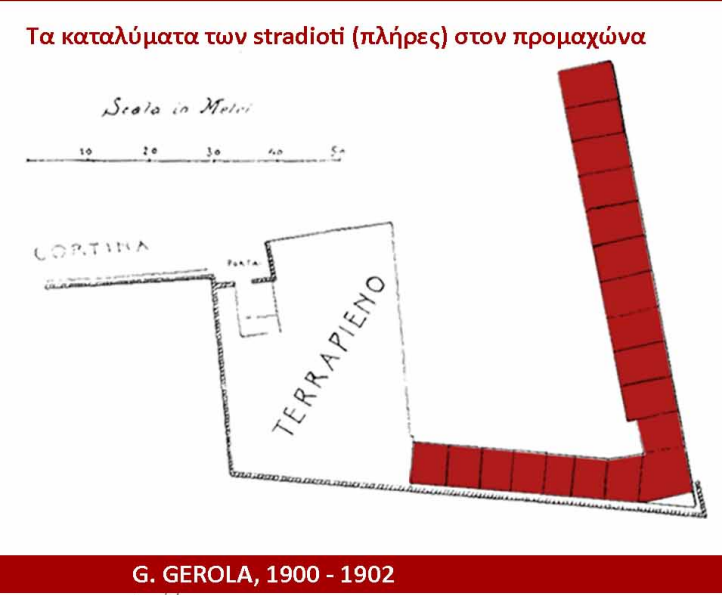 Τα καταλύματα των stradioti (πλήρες) στον προμαχώνα
Scala in Metri
10 20 30 40 50
CORTINA
PORTA
TERRAPIENO
G. GEROLA, 1900 - 1902